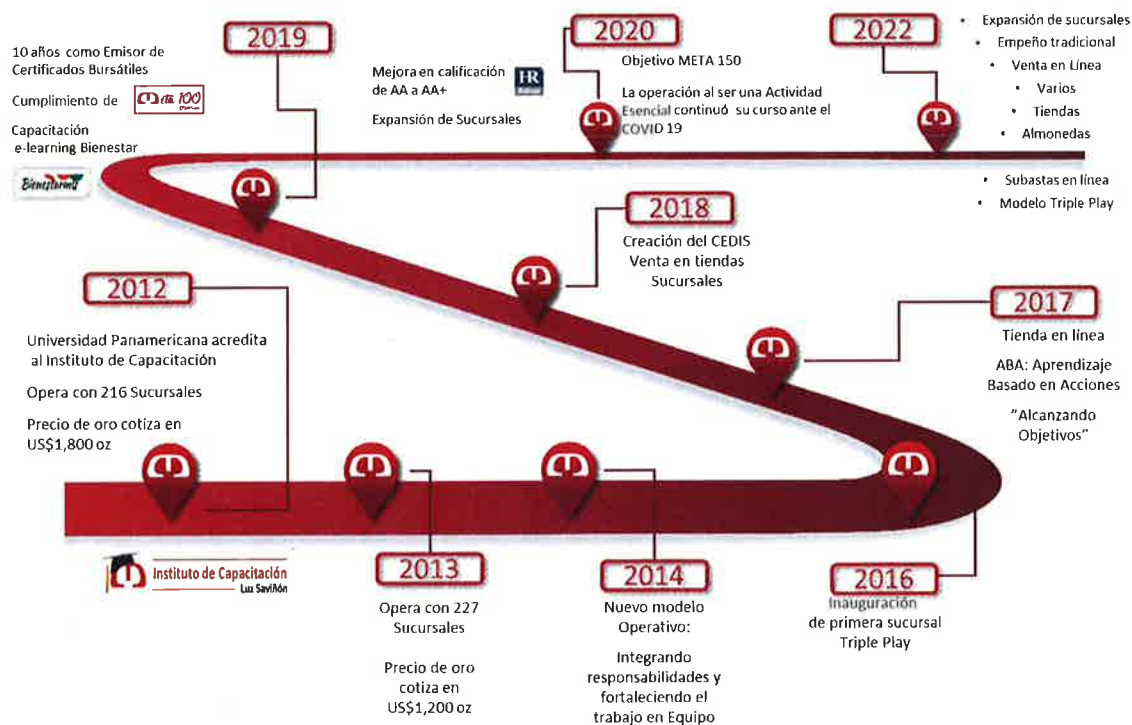 2019
10 años como Emisor de
Certificados Bursátiles
Cumplimiento de
Capacitación
e-learning Bienestar
Mejora en calificación
de AA a AA+
HR
Expansión de Sucursales
2020
Objetivo META 150
La operación al ser una Actividad
Esencial continuó su curso ante el
COVID 19
2022
• Expansión de sucursales
• Empeño tradicional
• Venta en Línea
• Varios
• Tiendas
• Almonedas
• Subastas en línea
• Modelo Triple Play
2018
Creación del CEDIS
Venta en tiendas
Sucursales
2017
Tienda en línea
ABA: Aprendizaje
Basado en Acciones
"Alcanzando
Objetivos"
2012
Universidad Panamericana acredita
al Instituto de Capacitación
Opera con 216 Sucursales
Precio de oro cotiza en
US$1,800 oz
Instituto de Capacitación
Luz Saviñón
2013
Opera con 227
Sucursales
Precio de oro
cotiza en
US$1,200 oz
2014
Nuevo modelo
Operativo:
Integrando
responsabilidades y
fortaleciendo el
trabajo en Equipo
2016
Inauguración
de primera sucursal
Triple Play